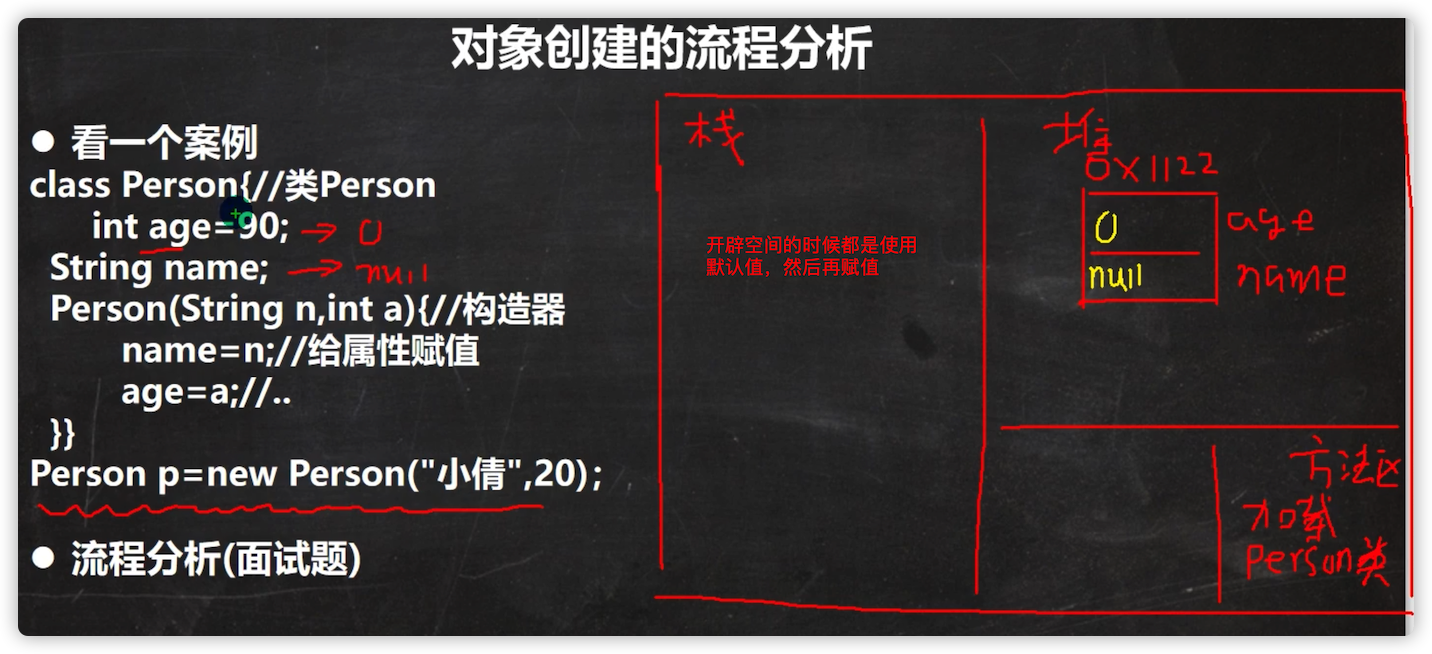 对象创建的流程分析
● 看一个案例
class Person{//类Person
int age=90; → 0
String name; → null
Person(String n,int a){//构造器
name=n;//给属性赋值
age=a;//..
}}
Person p=new Person("小倩",20);
● 流程分析(面试题)
栈
开辟空间的时候都是使用
默认值，然后再赋值
堆
0x1122
0 age
null name
方法区
加载
Person类